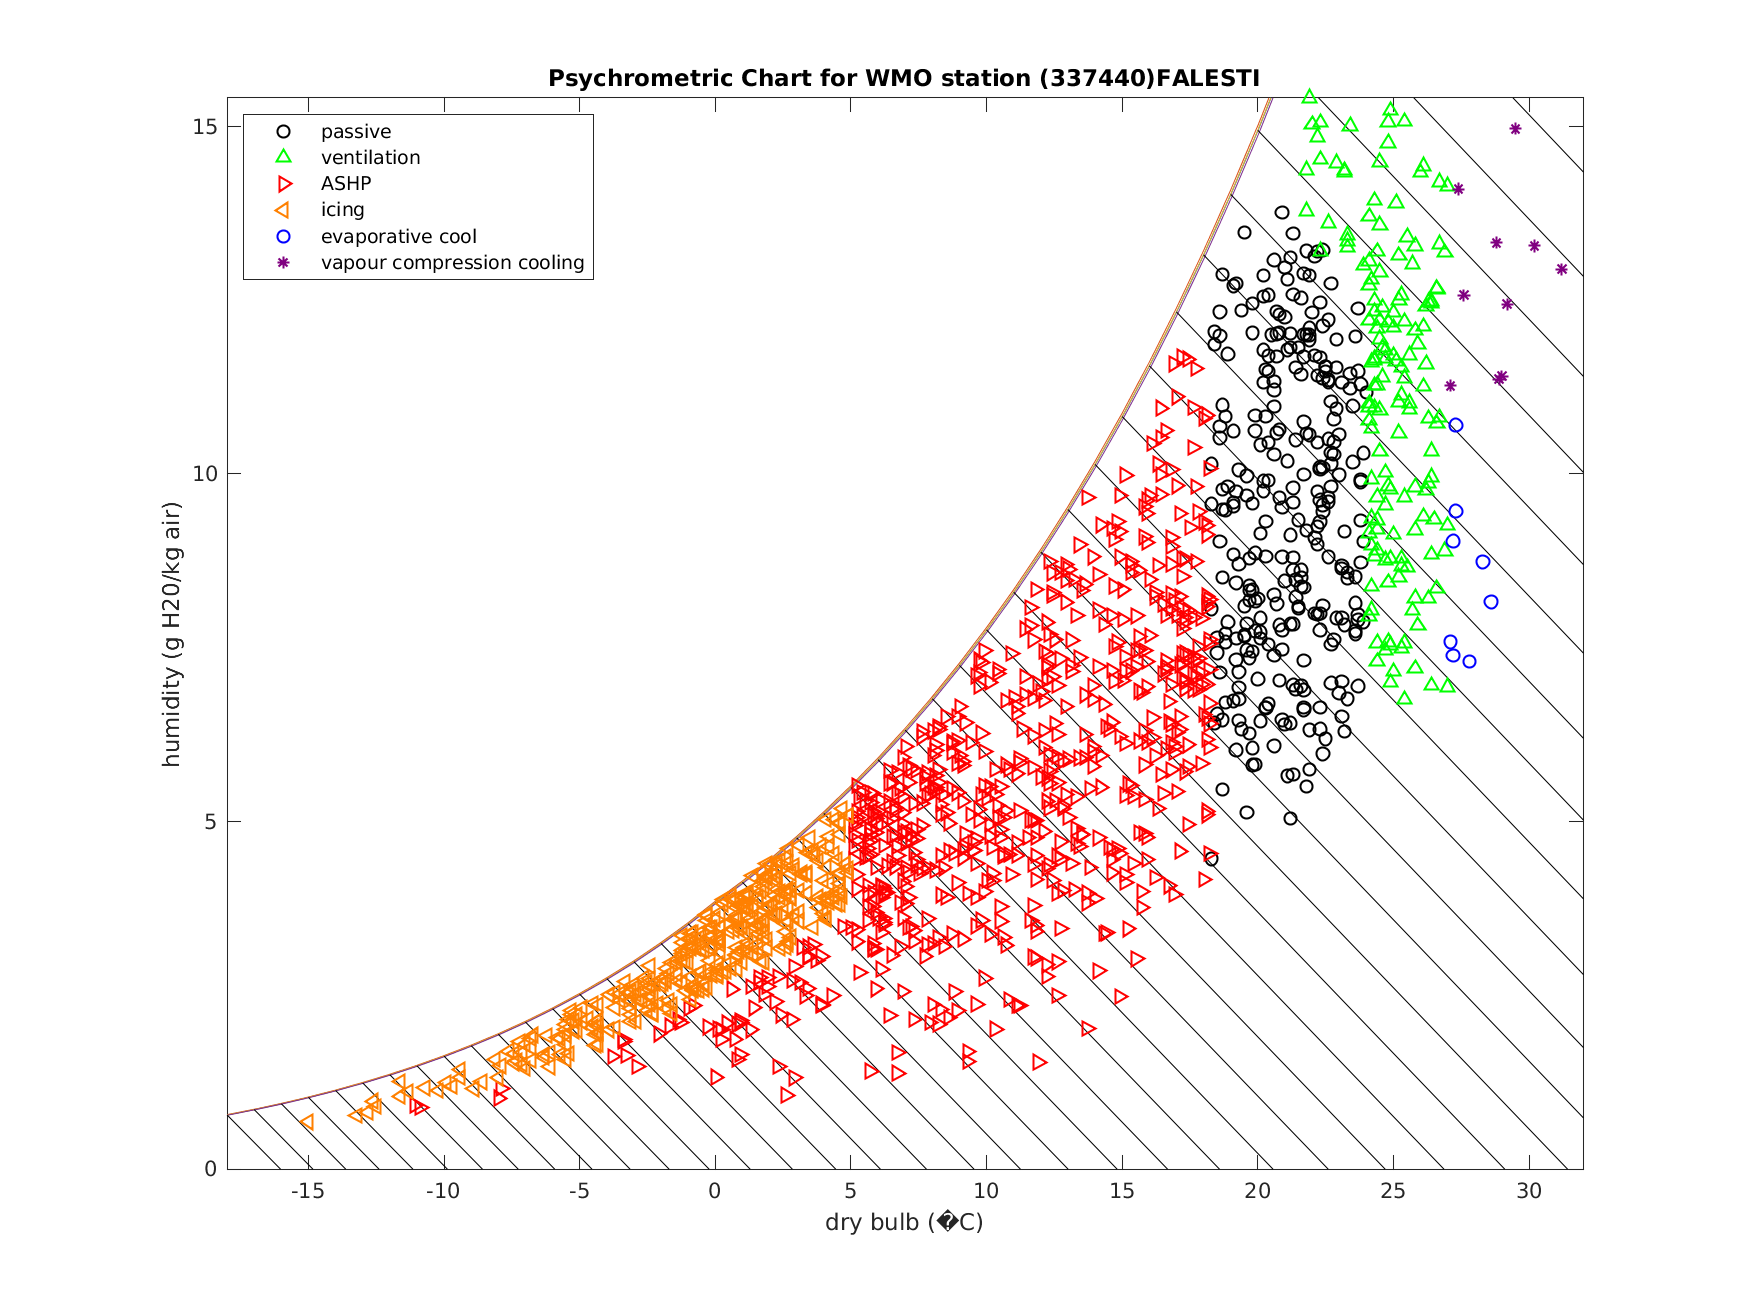 Psychrometric Chart for WMO station (337440)FALESTI
passive
ventilation
ASHP
icing
evaporative cool
vapour compression cooling
humidity (g H20/kg air)
15
10
5
0
-15
-10
-5
0
5
10
15
20
25
30
dry bulb (�C)